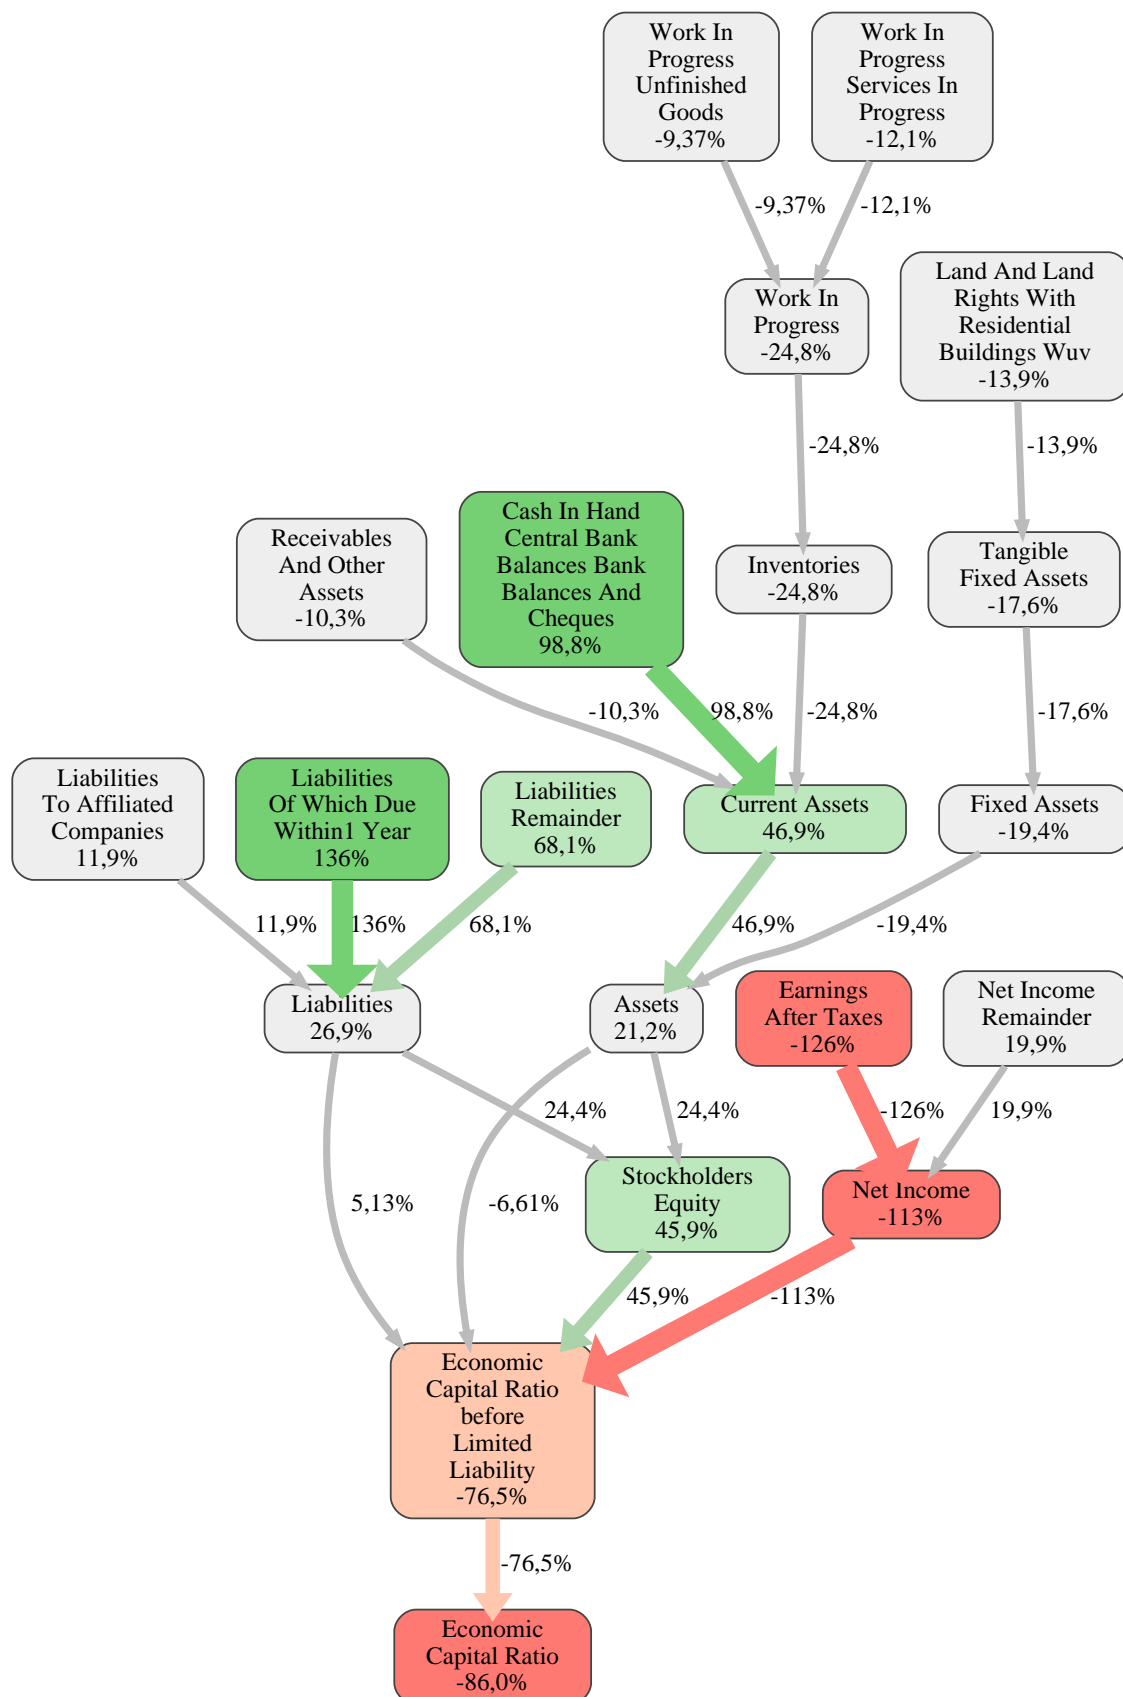 Work In
Progress
Unfinished
Goods
-9,37%
Work In
Progress
Services In
Progress
-12,1%
-9,37%
-12,1%
Work In
Progress
-24,8%
Land And Land
Rights With
Residential
Buildings Wuv
-13,9%
-24,8%
-13,9%
Receivables
And Other
Assets
-10,3%
Cash In Hand
Central Bank
Balances Bank
Balances And
Cheques
98,8%
Inventories
-24,8%
Tangible
Fixed Assets
-17,6%
-10,3%
98,8%
-24,8%
-17,6%
Liabilities
To Affiliated
Companies
11,9%
Liabilities
Of Which Due
Within1 Year
136%
Liabilities
Remainder
68,1%
Current Assets
46,9%
Fixed Assets
-19,4%
11,9%
136%
68,1%
46,9%
-19,4%
Liabilities
26,9%
Assets
21,2%
Earnings
After Taxes
-126%
Net Income
Remainder
19,9%
24,4%
24,4%
-126%
19,9%
5,13%
-6,61%
Stockholders
Equity
45,9%
Net Income
-113%
45,9%
-113%
Economic
Capital Ratio
before
Limited
Liability
-76,5%
-76,5%
Economic
Capital Ratio
-86,0%